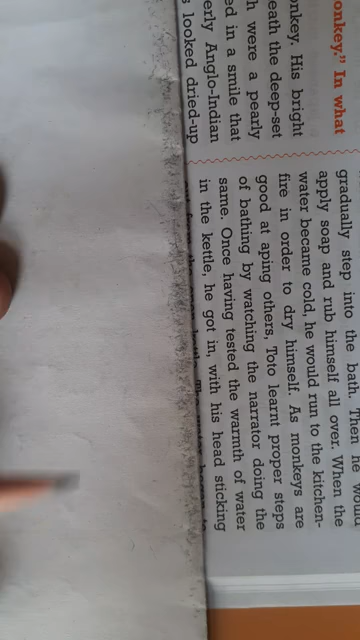 onkey." In what
onkey. His bright
eath the deep-set
h were a pearly
ed in a smile that
erly Anglo-Indian
s looked dried-up
gradually step into the bath. Then he would
apply soap and rub himself all over. When the
water became cold, he would run to the kitchen-
fire in order to dry himself. As monkeys are
good at aping others, Toto learnt proper steps
of bathing by watching the narrator doing the
same. Once having tested the warmth of water
in the kettle, he got in, with his head sticking